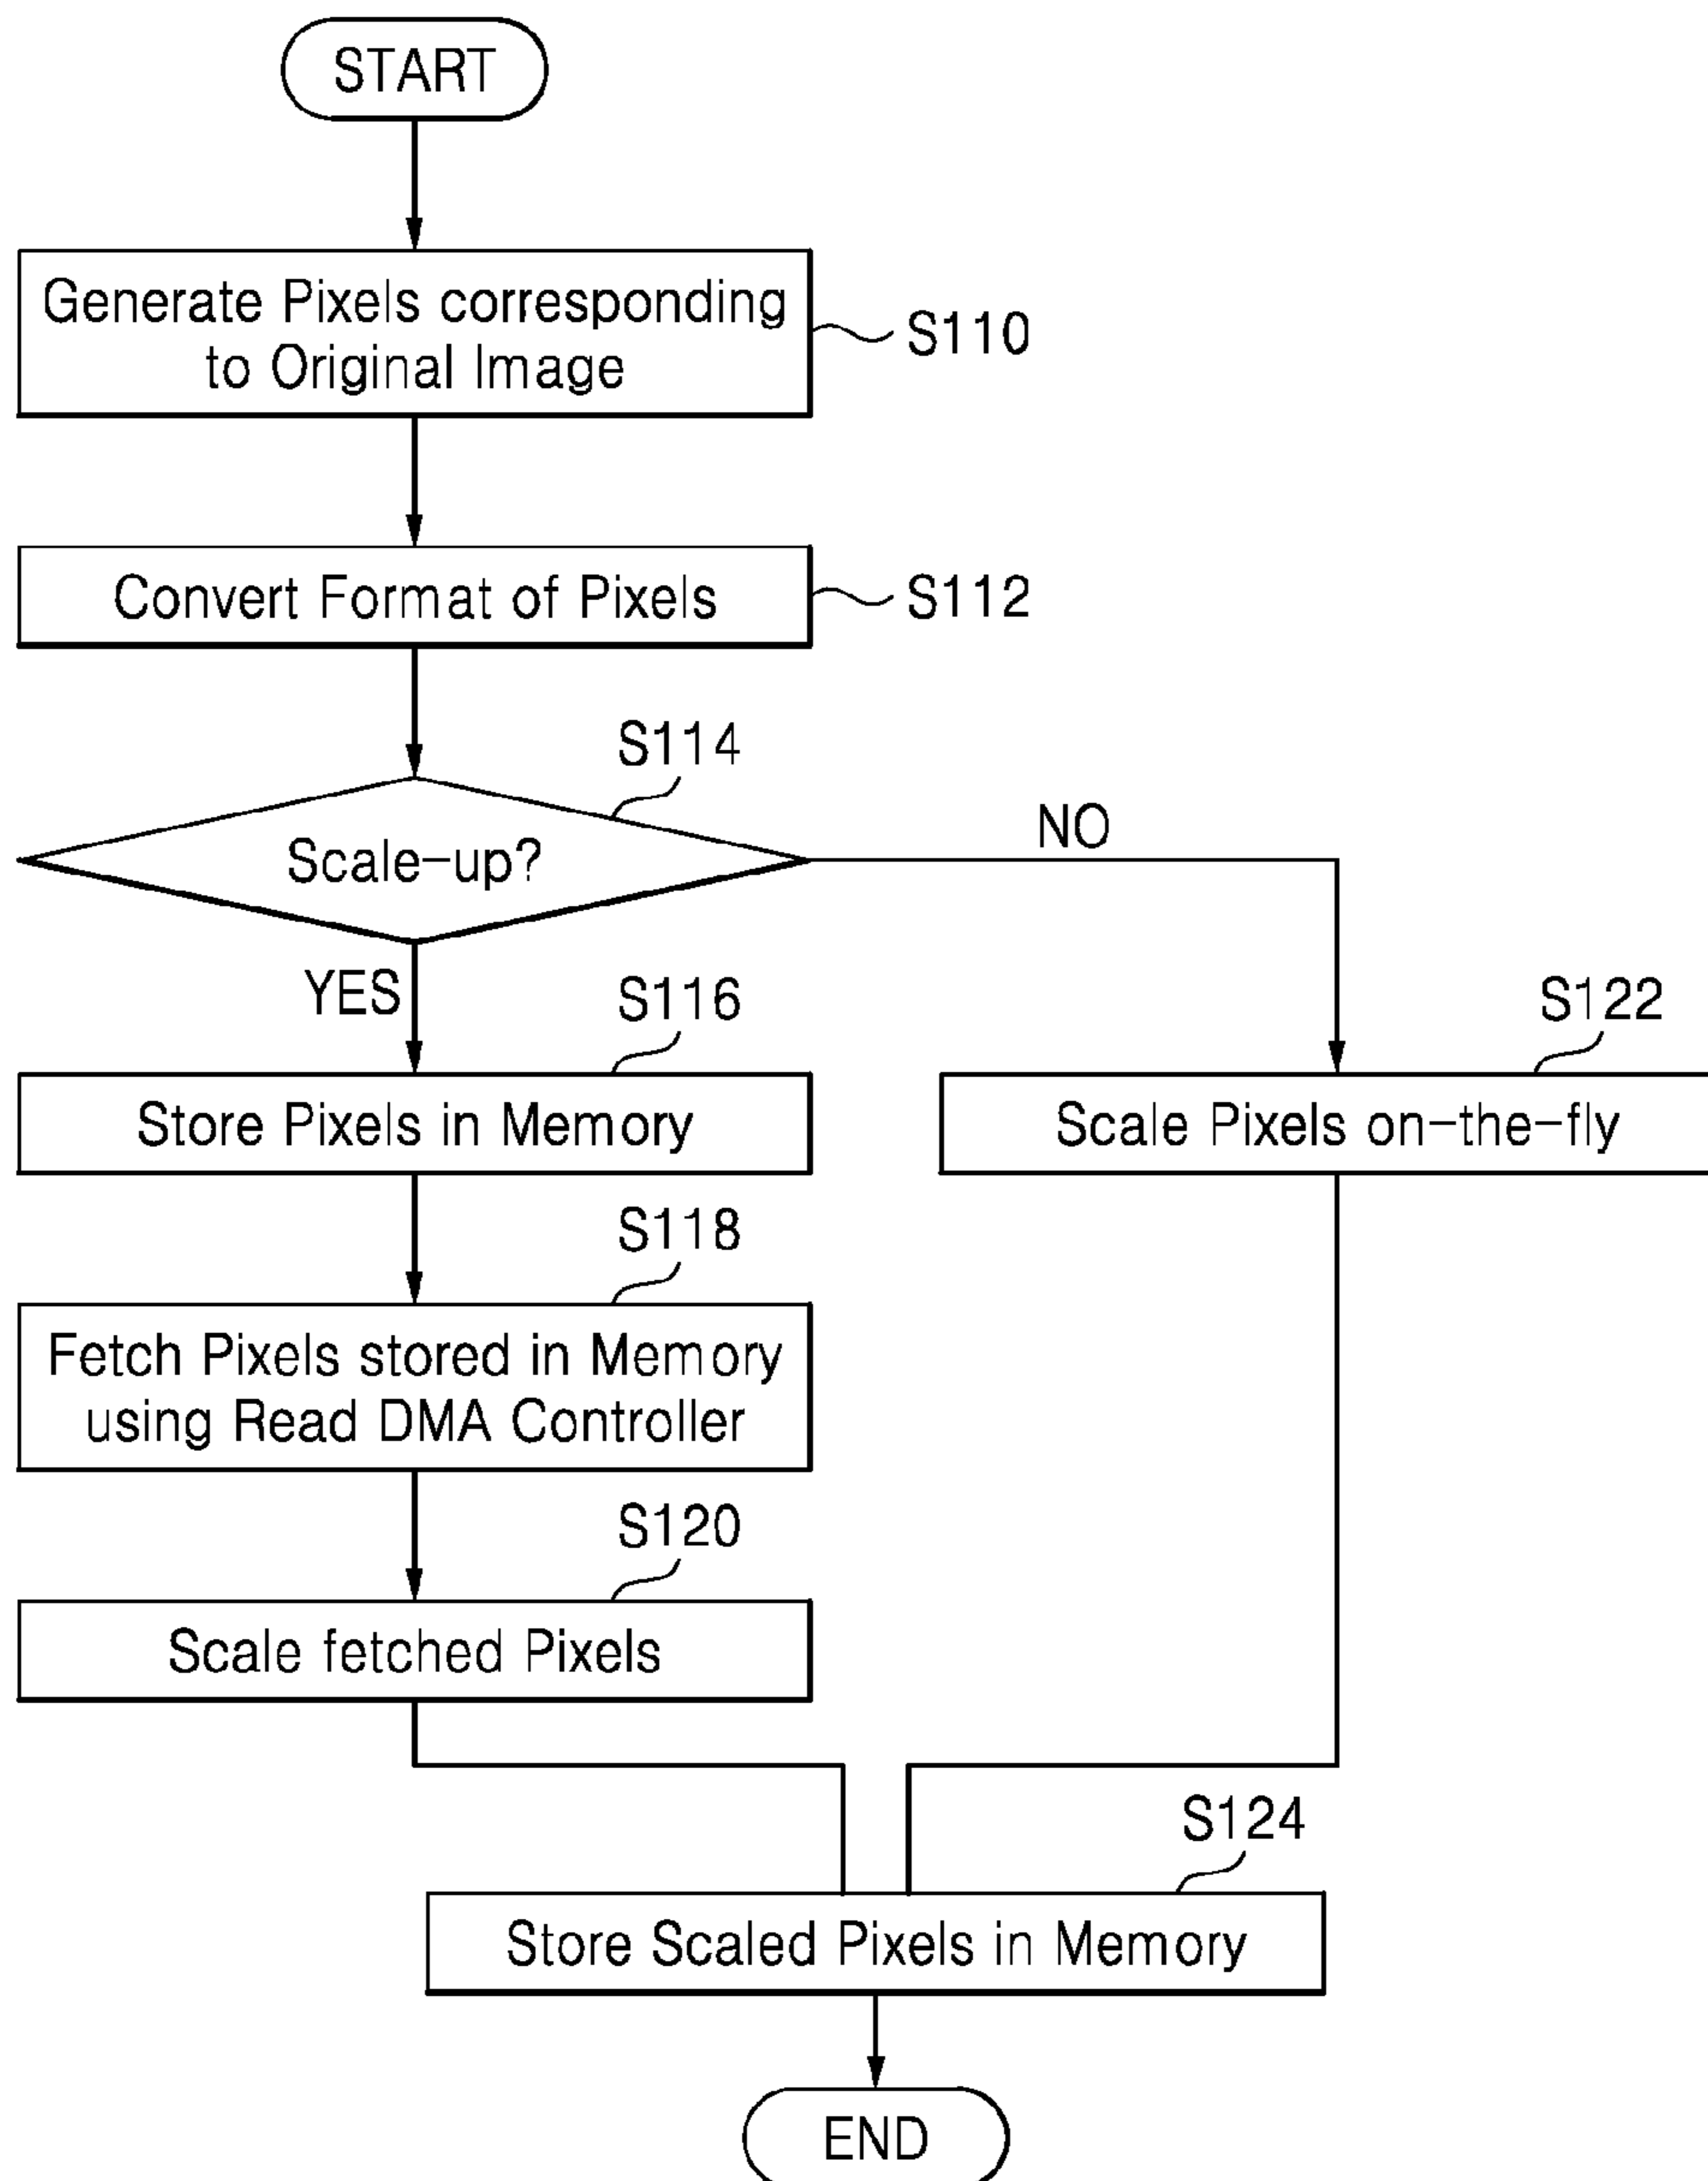 START
Generate Pixels corresponding
to Original Image
S110
Convert Format of Pixels
S112
S114
Scale-up?
NO
YES
S116
Store Pixels in Memory
S122
Scale Pixels on-the-fly
S118
Fetch Pixels stored in Memory
using Read DMA Controller
S120
Scale fetched Pixels
S124
Store Scaled Pixels in Memory
END